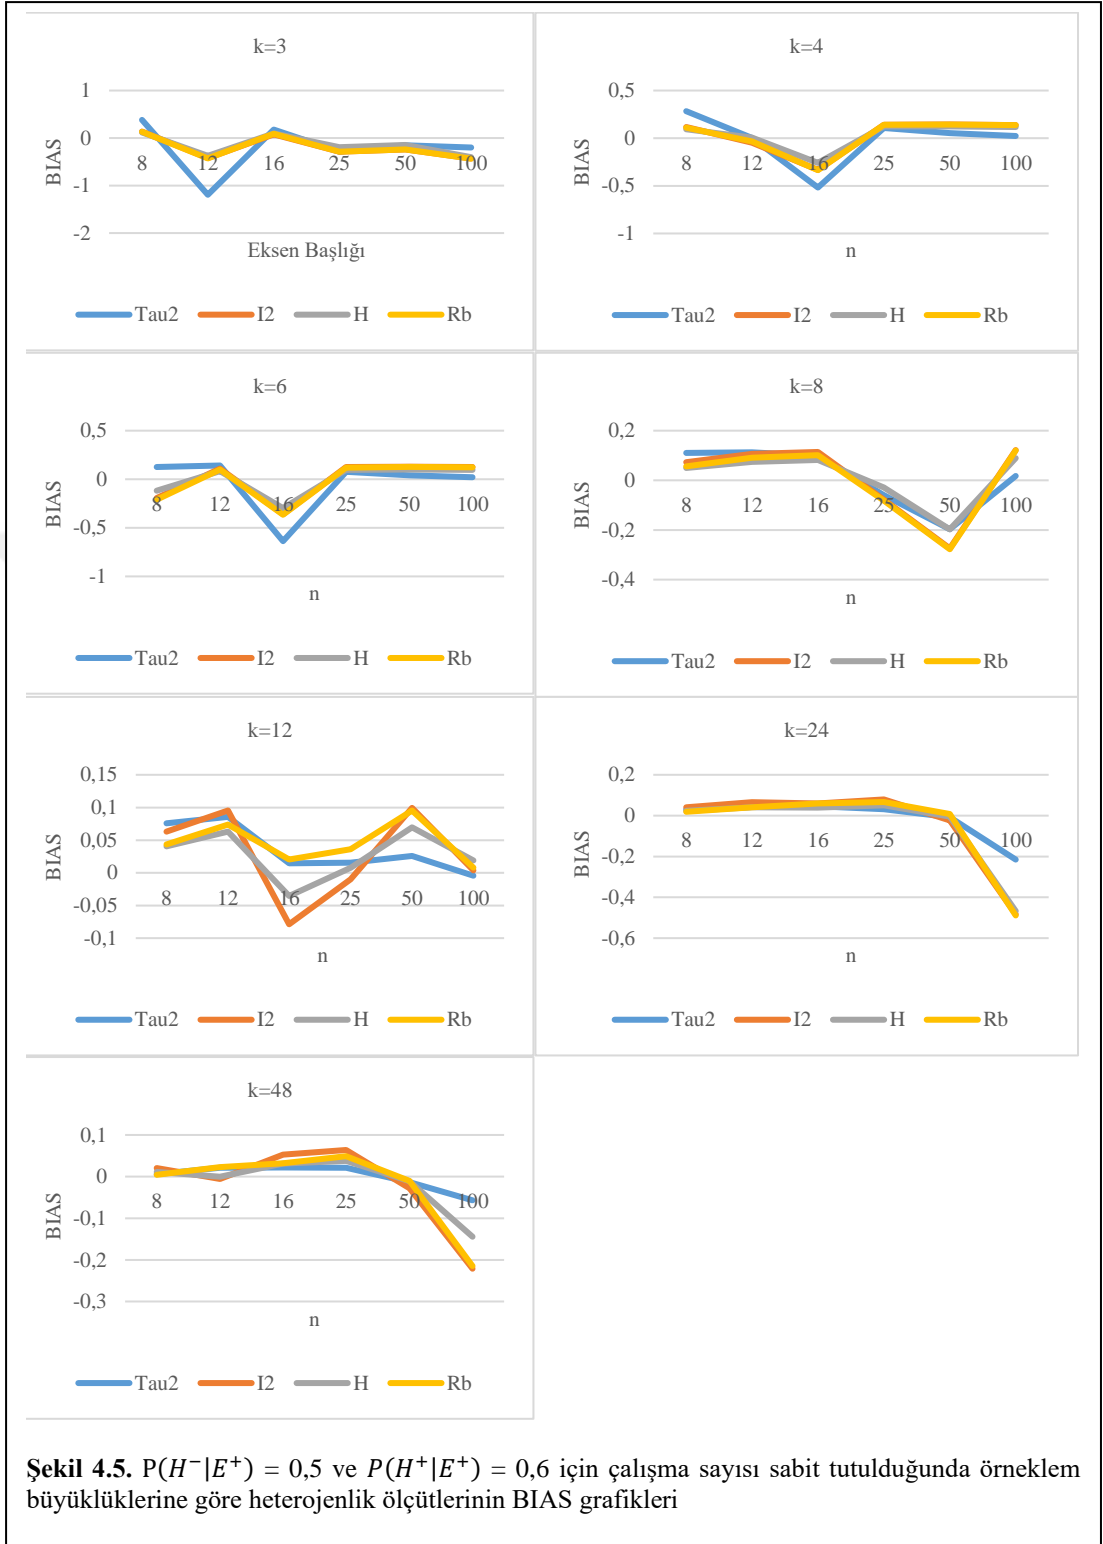 k=3
1
0
-1
-2
BIAS
8 12 16 25 50 100
Eksen Başlığı
Tau2 I2 H Rb
k=4
0,5
0
-0,5
-1
BIAS
8 12 16 25 50 100
n
Tau2 I2 H Rb
k=6
0,5
0
-0,5
-1
BIAS
8 12 16 25 50 100
n
Tau2 I2 H Rb
k=8
0,2
0
-0,2
-0,4
BIAS
8 12 16 25 50 100
n
Tau2 I2 H Rb
k=12
0,15
0,1
0,05
0
-0,05
-0,1
BIAS
8 12 16 25 50 100
n
Tau2 I2 H Rb
k=24
0,2
0
-0,2
-0,4
-0,6
BIAS
8 12 16 25 50 100
n
Tau2 I2 H Rb
k=48
0,1
0
-0,1
-0,2
-0,3
BIAS
8 12 16 25 50 100
n
Tau2 I2 H Rb
Şekil 4.5. P(H⁻|E⁺) = 0,5 ve P(H⁺|E⁺) = 0,6 için çalışma sayısı sabit tutulduğunda örneklem
büyüklüklerine göre heterojenlik ölçütlerinin BIAS grafikleri